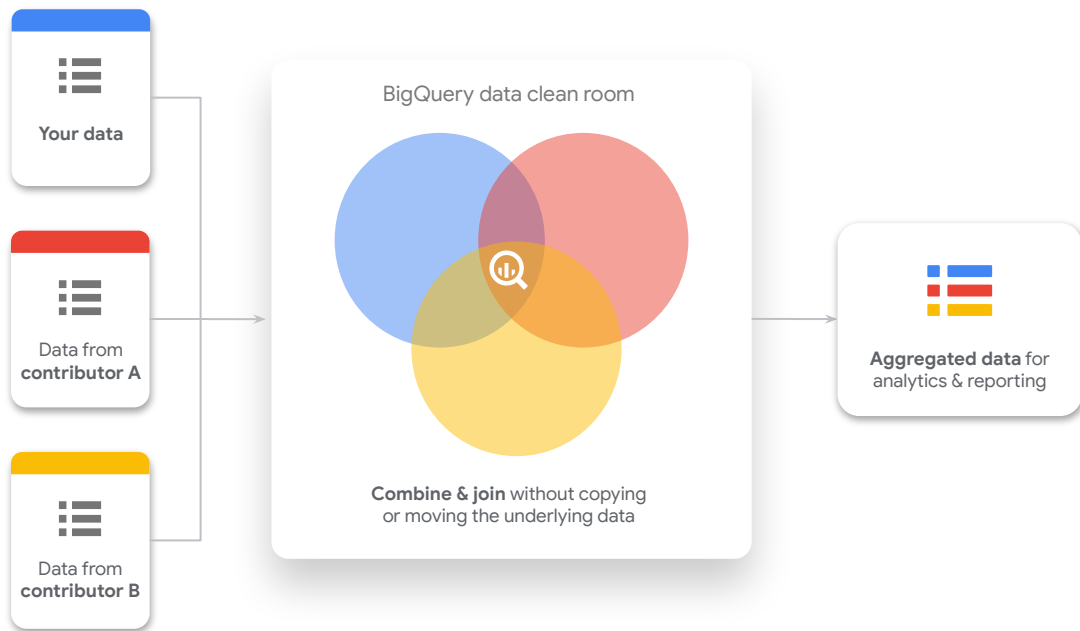 Your data
Data from
contributor A
Data from
contributor B
BigQuery data clean room
Combine & join without copying
or moving the underlying data
Aggregated data for
analytics & reporting